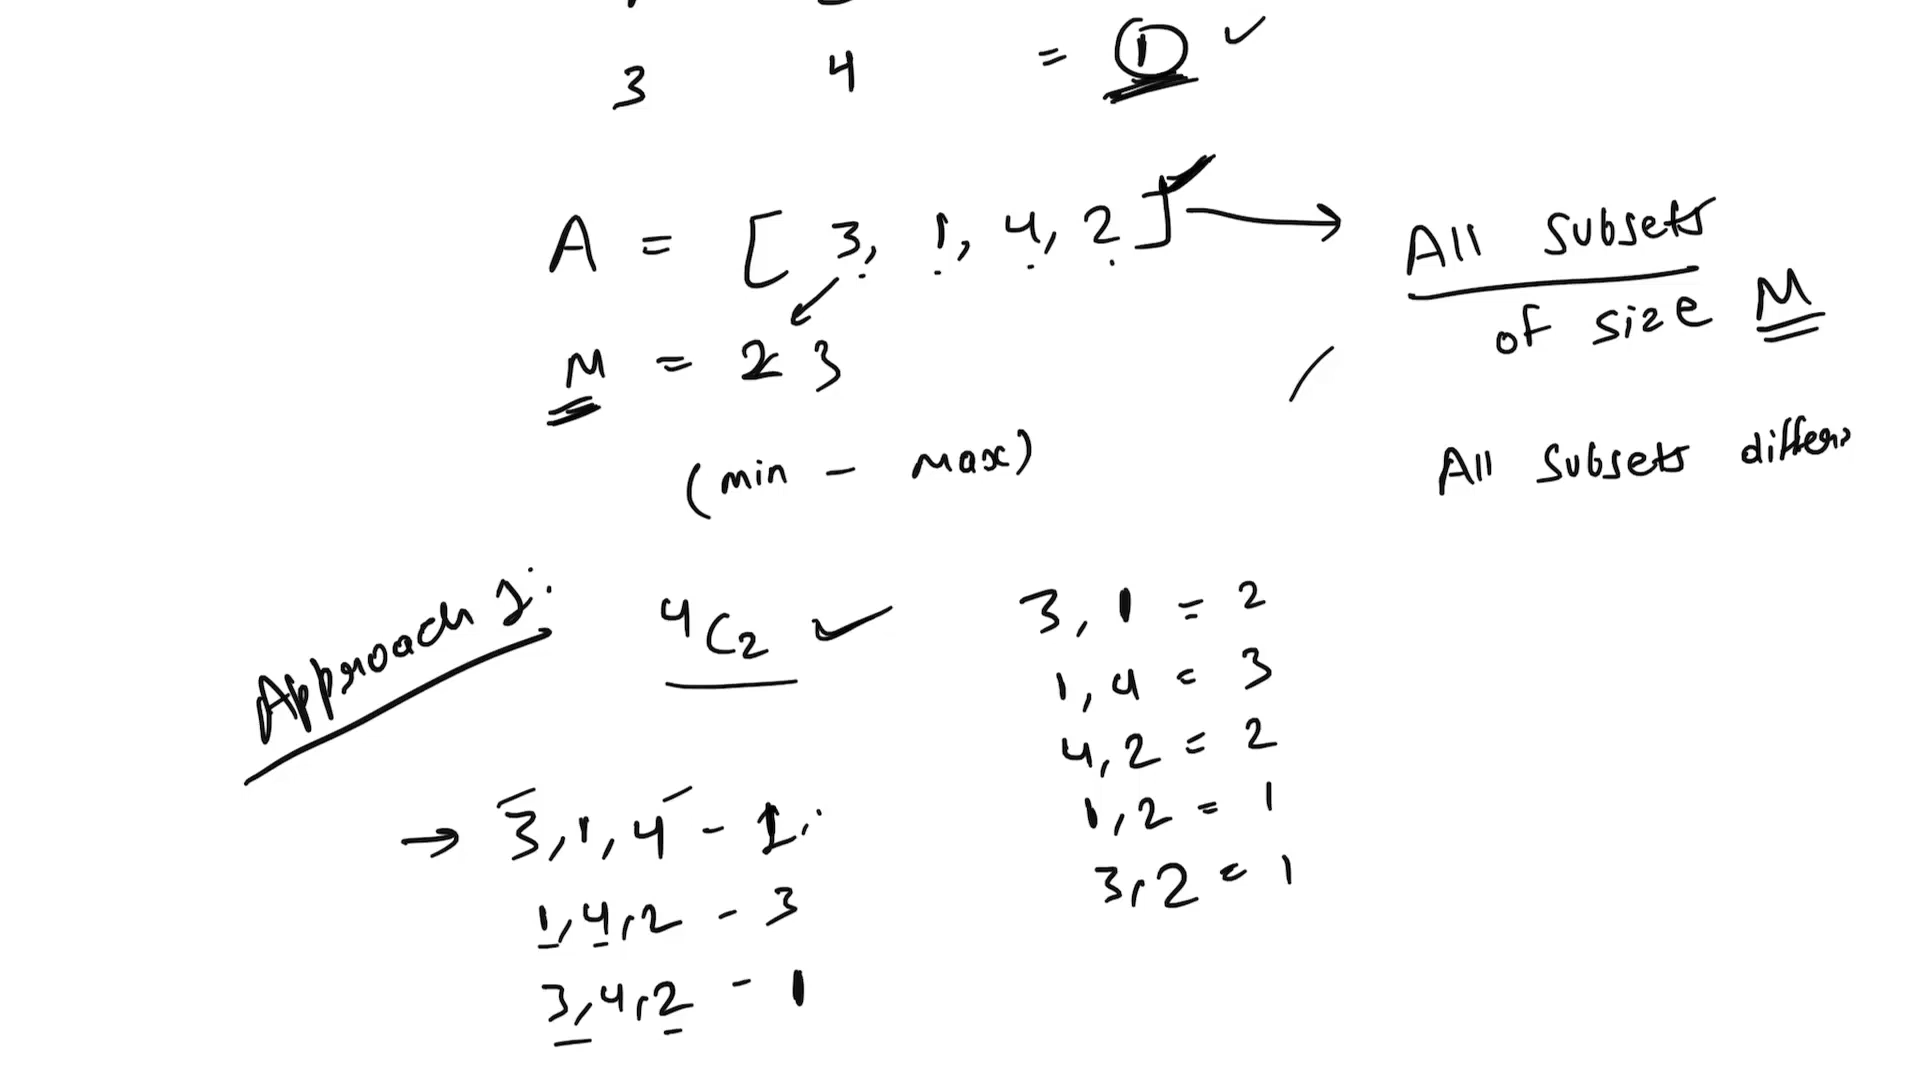 3 4 = 1 ✓
A = [ 3, 1, 4, 2 ] → All subsets
of size M
M = 2 3
(min - Max)
All subsets differ
Approach 1:
4C2 ✓
3, 1 = 2
1, 4 = 3
4, 2 = 2
1, 2 = 1
3, 2 = 1
→ 3, 1, 4 - 1.
1, 4, 2 - 3
3, 4, 2 - 1